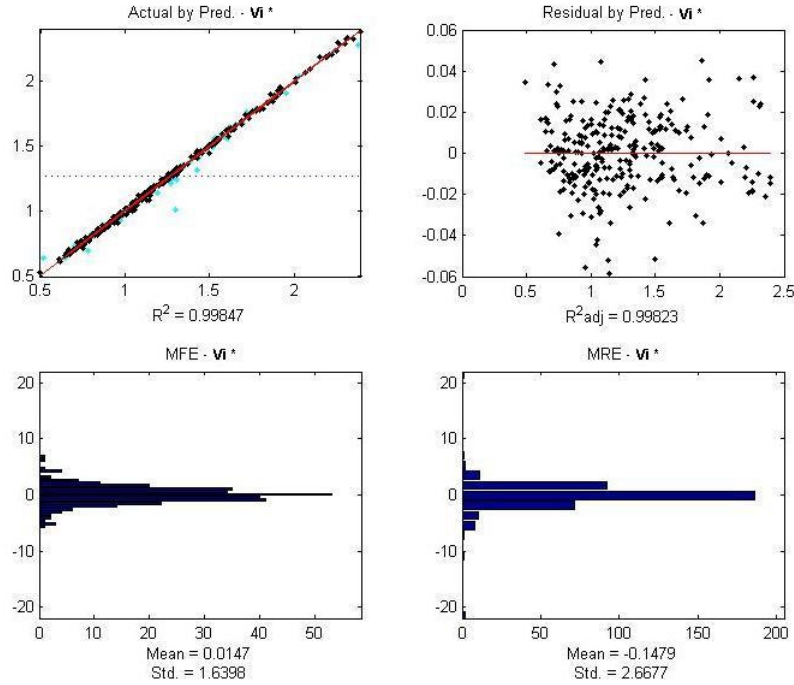 Actual by Pred. - Vi *
2
1.5
1
0.5
0.5 1 1.5 2
R² = 0.99847
Residual by Pred. - Vi *
0.06
0.04
0.02
0
-0.02
-0.04
-0.06
0 0.5 1 1.5 2 2.5
R²adj = 0.99823
MFE - Vi *
20
10
0
-10
-20
0 10 20 30 40 50
Mean = 0.0147
Std. = 1.6398
MRE - Vi *
20
10
0
-10
-20
0 50 100 150 200
Mean = -0.1479
Std. = 2.6677